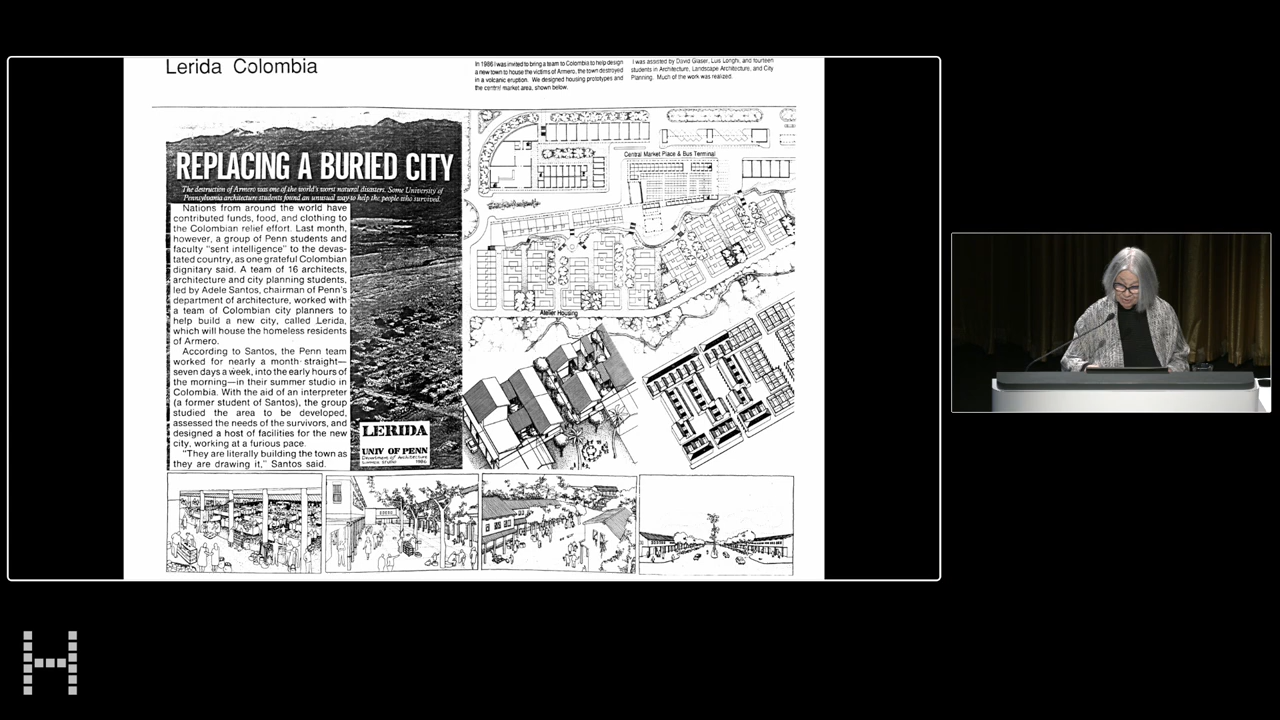 Lerida Colombia
In 1986 I was invited to bring a team to Colombia to help design
a new town to house the victims of Armero, the town destroyed
in a volcanic eruption. We designed housing prototypes and
the central market area, shown below.
I was assisted by David Glaser, Luis Longhi, and fourteen
students in Architecture, Landscape Architecture, and City
Planning. Much of the work was realized.
REPLACING A BURIED CITY
The destruction of Armero was one of the world's worst natural disasters. Some University of
Pennsylvania architecture students found an unusual way to help the people who survived.
Nations from around the world have
contributed funds, food, and clothing to
the Colombian relief effort. Last month,
however, a group of Penn students and
faculty "sent intelligence" to the devas-
tated country, as one grateful Colombian
dignitary said. A team of 16 architects,
architecture and city planning students,
led by Adele Santos, chairman of Penn's
department of architecture, worked with
a team of Colombian city planners to
help build a new city, called Lerida,
which will house the homeless residents
of Armero.
According to Santos, the Penn team
worked for nearly a month straight—
seven days a week, into the early hours of
the morning—in their summer studio in
Colombia. With the aid of an interpreter
(a former student of Santos), the group
studied the area to be developed,
assessed the needs of the survivors, and
designed a host of facilities for the new
city, working at a furious pace.
"They are literally building the town as
they are drawing it," Santos said.
LERIDA
UNIV OF PENN
Department of Architecture
Summer Studio 1986
Central Market Place & Bus Terminal
Atelier Housing
H